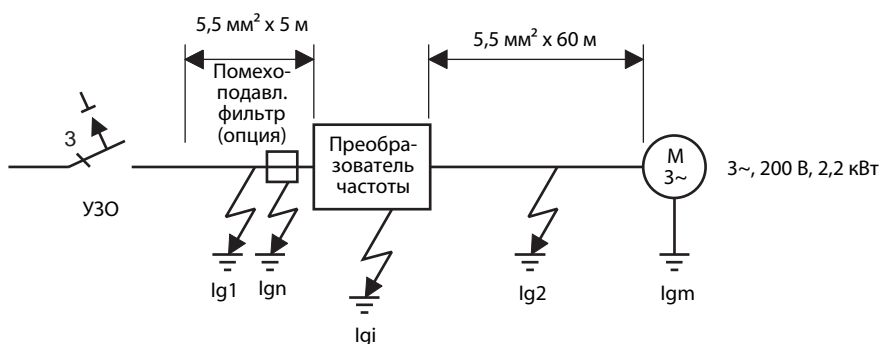 5,5 мм² x 5 м
5,5 мм² x 60 м
Помехо-
подавл.
фильтр
(опция)
Преобра-
зователь
частоты
3
УЗО
М
3~
3~, 200 В, 2,2 кВт
Ig1
Ign
Igi
Ig2
Igm